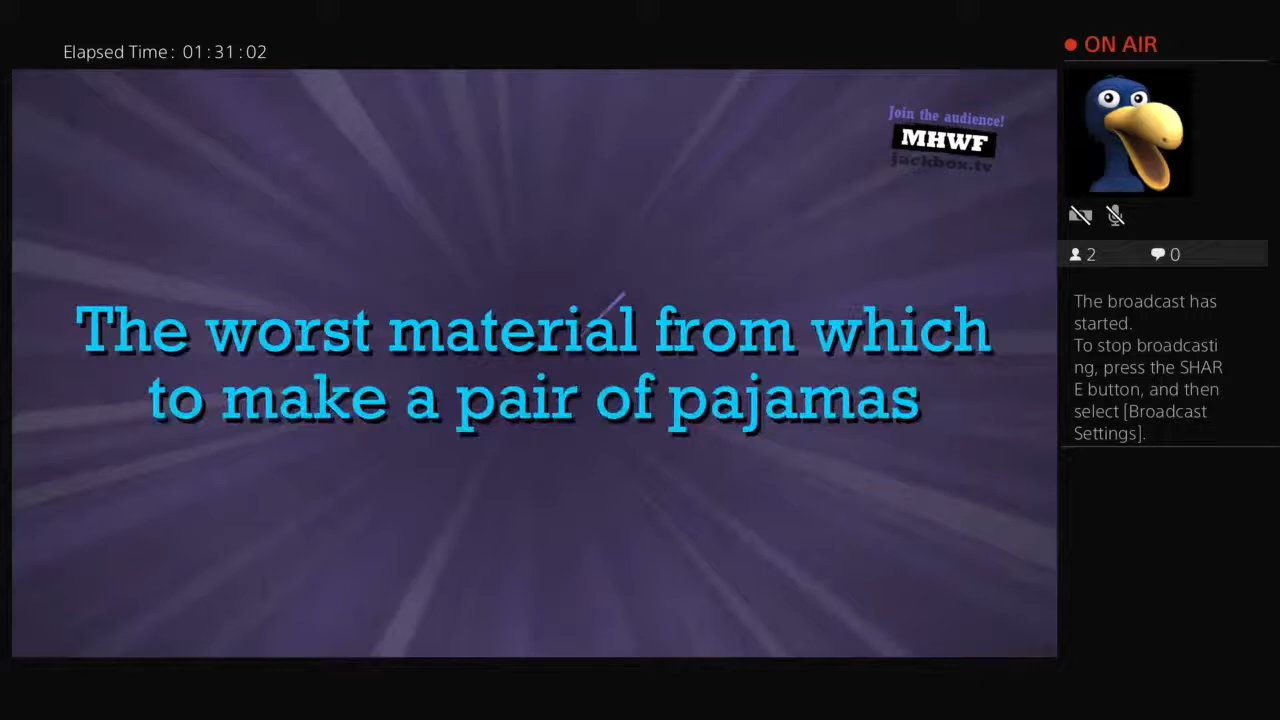 Elapsed Time: 01:31:02
ON AIR
Join the audience!
MHWF
jackbox.tv
The worst material from which
to make a pair of pajamas
2
0
The broadcast has
started.
To stop broadcasti
ng, press the SHAR
E button, and then
select [Broadcast
Settings].